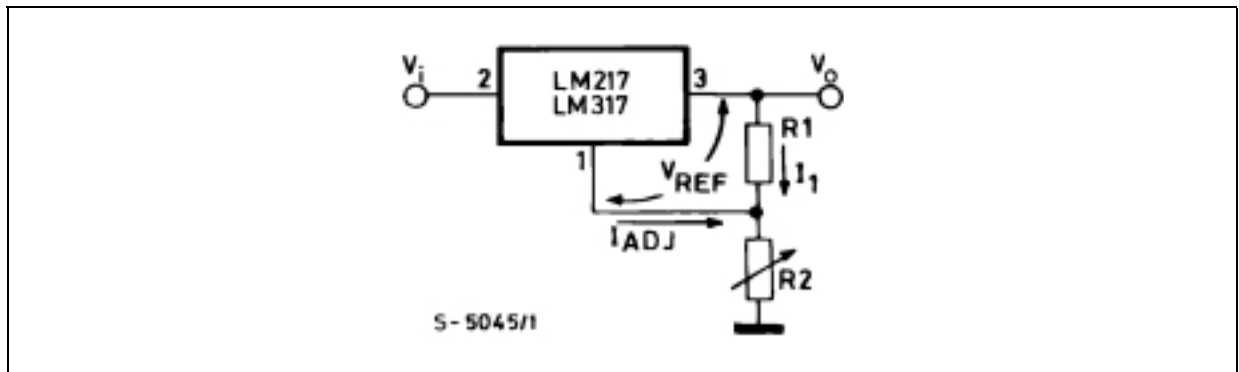 Vi
2
LM217
LM317
3
Vo
1
VREF
R1
I1
IADJ
R2
S-5045/1